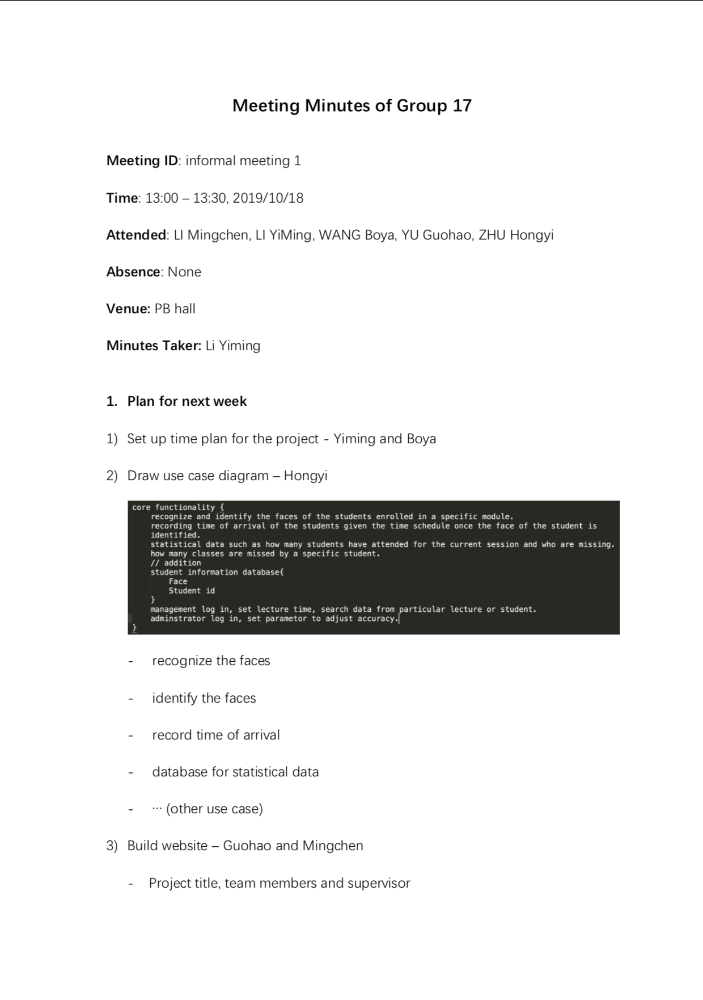 Meeting Minutes of Group 17
Meeting ID: informal meeting 1
Time: 13:00 – 13:30, 2019/10/18
Attended: LI Mingchen, LI YiMing, WANG Boya, YU Guohao, ZHU Hongyi
Absence: None
Venue: PB hall
Minutes Taker: Li Yiming
1. Plan for next week
1) Set up time plan for the project - Yiming and Boya
2) Draw use case diagram – Hongyi
core functionality {
recognize and identify the faces of the students enrolled in a specific module.
recording time of arrival of the students given the time schedule once the face of the student is
identified.
statistical data such as how many students have attended for the current session and who are missing.
how many classes are missed by a specific student.
// addition
student information database{
Face
Student id
}
management log in, set lecture time, search data from particular lecture or student.
adminstrator log in, set parametor to adjust accuracy.
}
- recognize the faces
- identify the faces
- record time of arrival
- database for statistical data
- ··· (other use case)
3) Build website – Guohao and Mingchen
- Project title, team members and supervisor